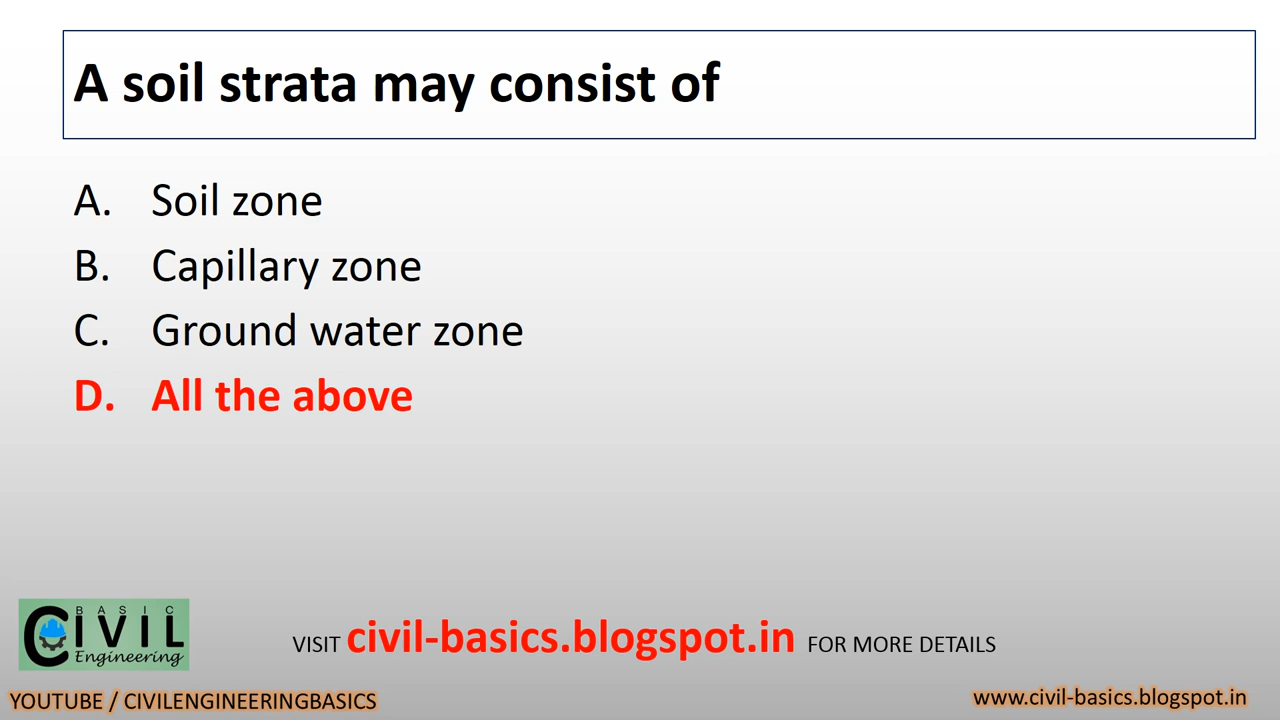 A soil strata may consist of
A. Soil zone
B. Capillary zone
C. Ground water zone
D. All the above
BASIC
CIVIL
Engineering
VISIT civil-basics.blogspot.in FOR MORE DETAILS
YOUTUBE / CIVILENGINEERINGBASICS
www.civil-basics.blogspot.in